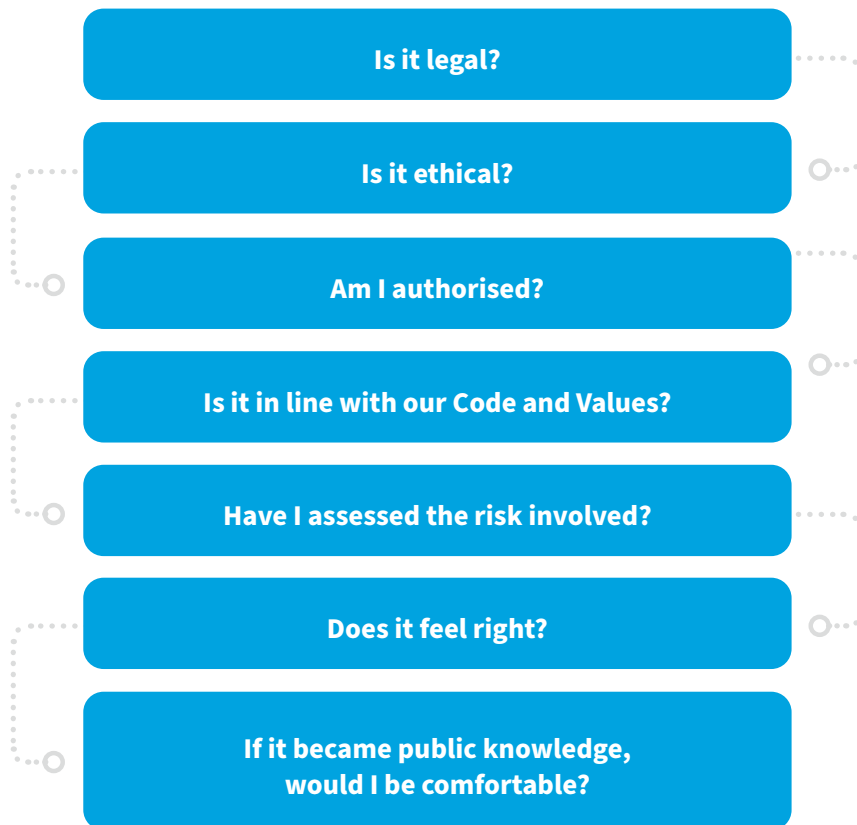 Is it legal?
Is it ethical?
Am I authorised?
Is it in line with our Code and Values?
Have I assessed the risk involved?
Does it feel right?
If it became public knowledge,
would I be comfortable?